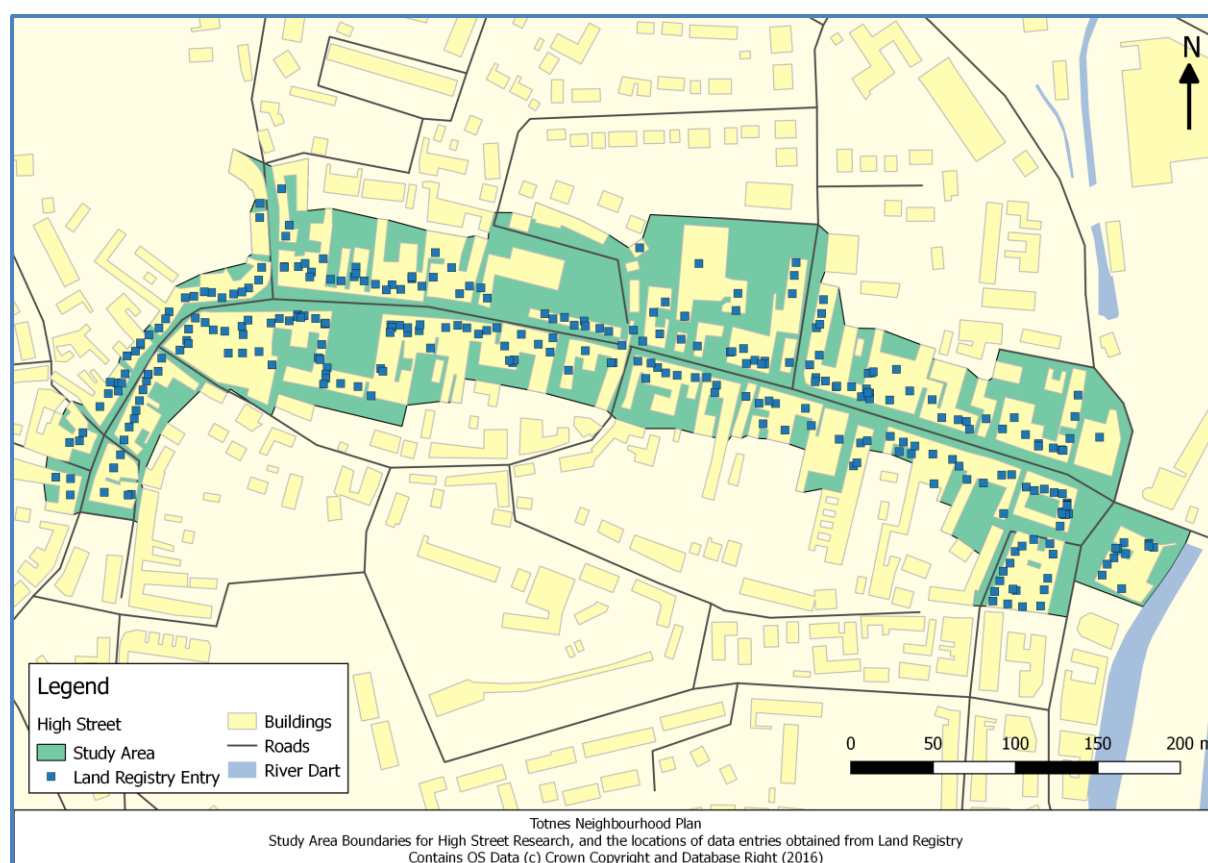 N
Legend
High Street
Study Area
Land Registry Entry
Buildings
Roads
River Dart
0 50 100 150 200 m
Totnes Neighbourhood Plan
Study Area Boundaries for High Street Research, and the locations of data entries obtained from Land Registry
Contains OS Data (c) Crown Copyright and Database Right (2016)